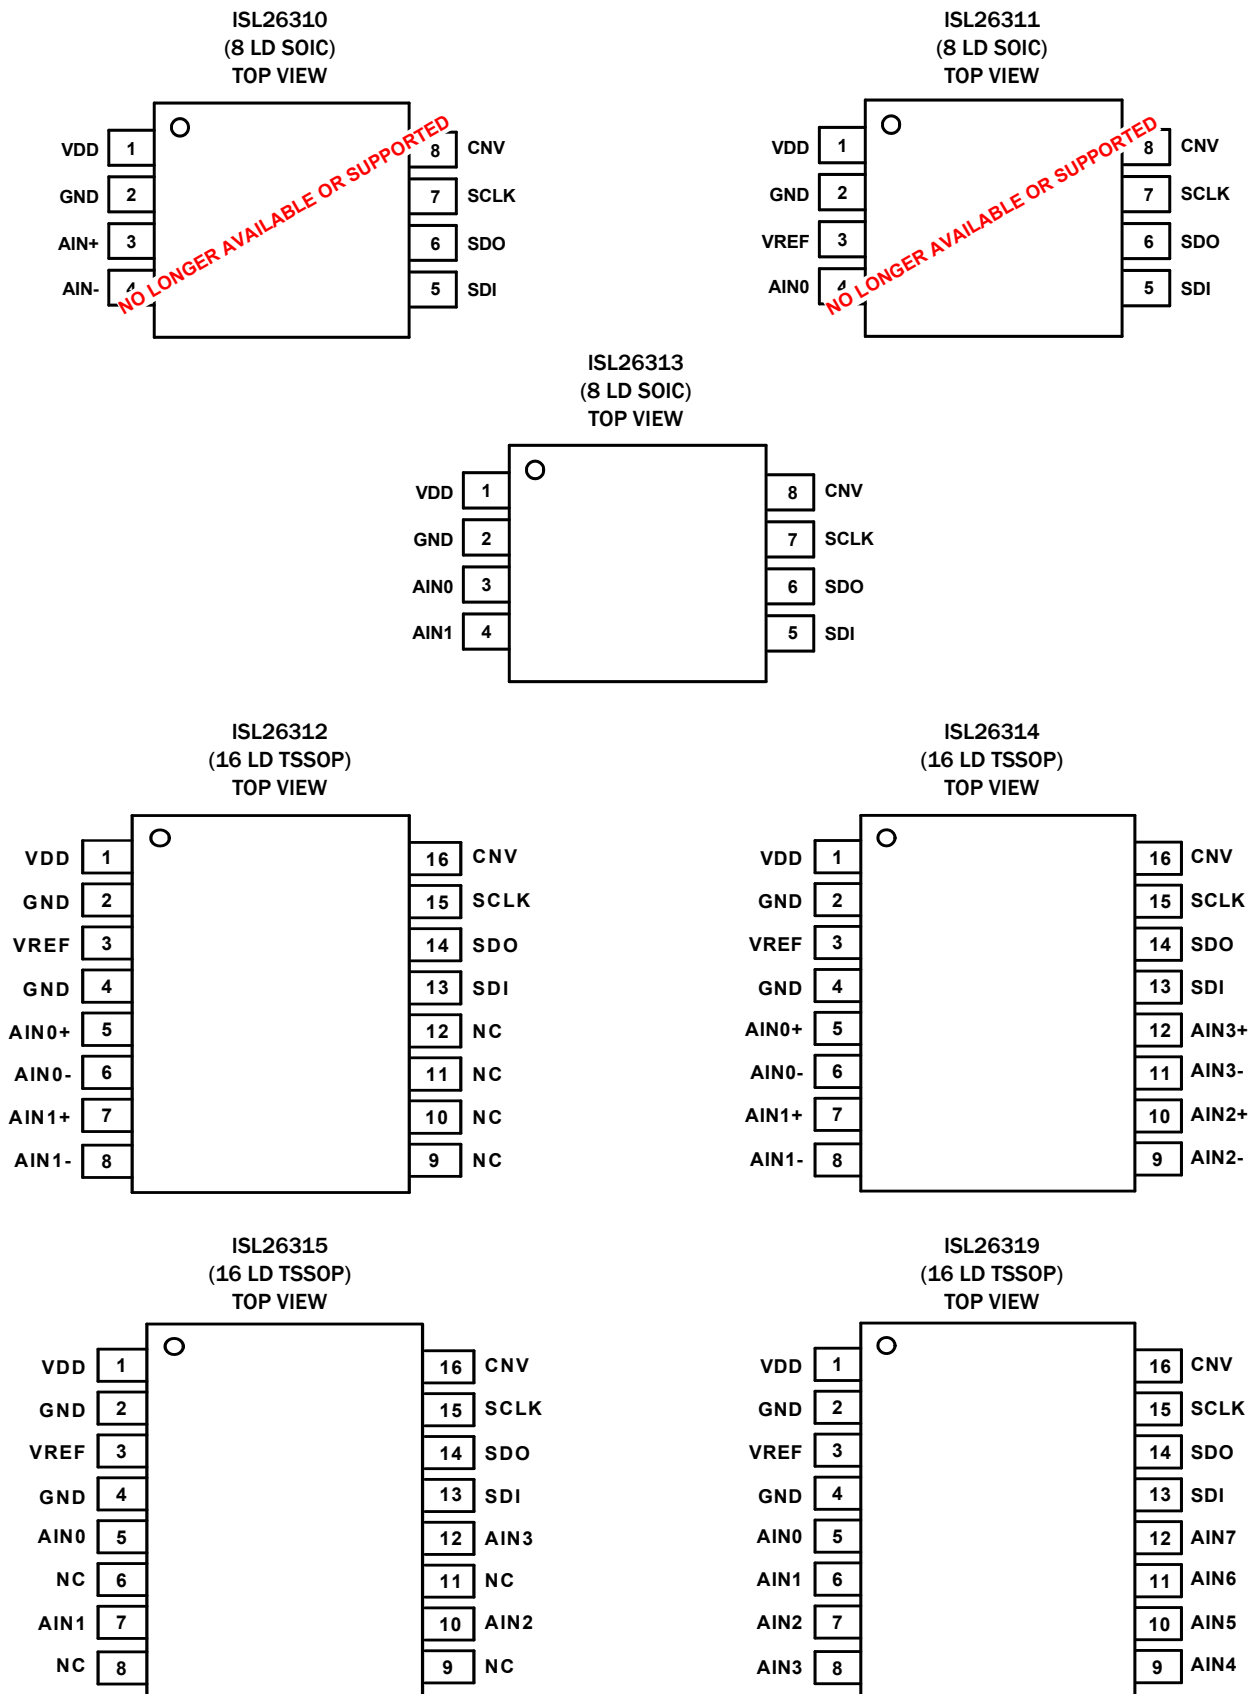 ISL26310
(8 LD SOIC)
TOP VIEW
VDD 1
GND 2
AIN+ 3
AIN- 4
8 CNV
7 SCLK
6 SDO
5 SDI
NO LONGER AVAILABLE OR SUPPORTED
ISL26311
(8 LD SOIC)
TOP VIEW
VDD 1
GND 2
VREF 3
AIN0 4
8 CNV
7 SCLK
6 SDO
5 SDI
NO LONGER AVAILABLE OR SUPPORTED
ISL26313
(8 LD SOIC)
TOP VIEW
VDD 1
GND 2
AIN0 3
AIN1 4
8 CNV
7 SCLK
6 SDO
5 SDI
ISL26312
(16 LD TSSOP)
TOP VIEW
VDD 1
GND 2
VREF 3
GND 4
AIN0+ 5
AIN0- 6
AIN1+ 7
AIN1- 8
16 CNV
15 SCLK
14 SDO
13 SDI
12 NC
11 NC
10 NC
9 NC
ISL26314
(16 LD TSSOP)
TOP VIEW
VDD 1
GND 2
VREF 3
GND 4
AIN0+ 5
AIN0- 6
AIN1+ 7
AIN1- 8
16 CNV
15 SCLK
14 SDO
13 SDI
12 AIN3+
11 AIN3-
10 AIN2+
9 AIN2-
ISL26315
(16 LD TSSOP)
TOP VIEW
VDD 1
GND 2
VREF 3
GND 4
AIN0 5
NC 6
AIN1 7
NC 8
16 CNV
15 SCLK
14 SDO
13 SDI
12 AIN3
11 NC
10 AIN2
9 NC
ISL26319
(16 LD TSSOP)
TOP VIEW
VDD 1
GND 2
VREF 3
GND 4
AIN0 5
AIN1 6
AIN2 7
AIN3 8
16 CNV
15 SCLK
14 SDO
13 SDI
12 AIN7
11 AIN6
10 AIN5
9 AIN4